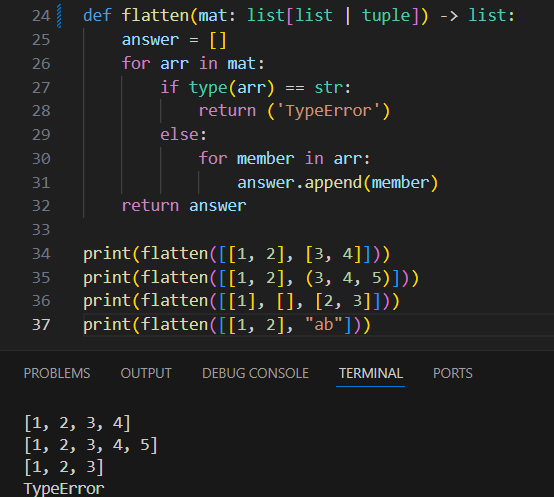 24 def flatten(mat: list[list | tuple]) -> list:
25     answer = []
26     for arr in mat:
27         if type(arr) == str:
28             return ('TypeError')
29         else:
30             for member in arr:
31                 answer.append(member)
32     return answer
33
34 print(flatten([[1, 2], [3, 4]]))
35 print(flatten([[1, 2], (3, 4, 5)]))
36 print(flatten([[1], [], [2, 3]]))
37 print(flatten([[1, 2], "ab"]))
PROBLEMS OUTPUT DEBUG CONSOLE TERMINAL PORTS
[1, 2, 3, 4]
[1, 2, 3, 4, 5]
[1, 2, 3]
TypeError